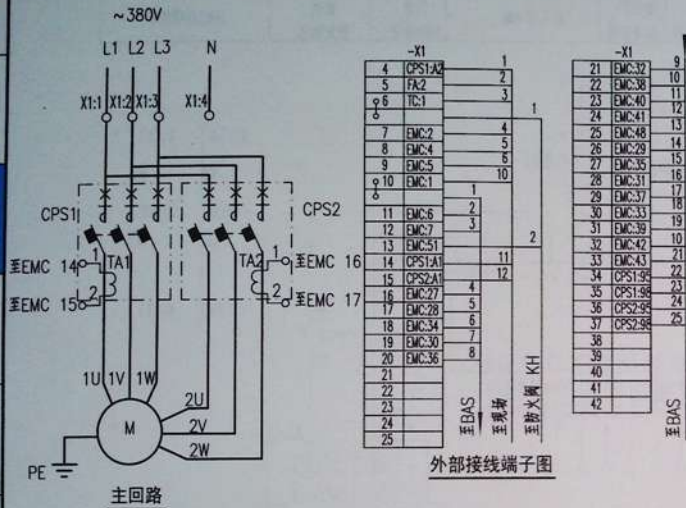 ~380V
L1 L2 L3 N
X1:1 X1:2 X1:3 X1:4
CPS1 CPS2
TA1 TA2
至EMC 14 1
至EMC 15 2
1 至EMC 16
2 至EMC 17
1U 1V 1W
2U
2V
2W
M
PE
主回路
-X1
4 CPS1:A2 1
5 FA:2 2
6 TC:1 3
1
7 EMC:2 4
8 EMC:4 5
9 EMC:5 6
10 EMC:1 10
1
11 EMC:6 2
12 EMC:7 3
13 EMC:51 2
14 CPS1:A1 11
15 CPS2:A1 12
16 EMC:27 4
17 EMC:28 5
18 EMC:34 6
19 EMC:30 7
20 EMC:36 8
21
22
23
24
25
至BAS
至现场
至防火阀 KH
外部接线端子图
-X1
21 EMC:32 9
22 EMC:38 10
23 EMC:40 11
24 EMC:41 12
25 EMC:48 13
26 EMC:29 14
27 EMC:35 15
28 EMC:31 16
29 EMC:37 17
30 EMC:33 18
31 EMC:39 19
32 EMC:42 20
33 EMC:43 21
34 CPS1:95 22
35 CPS1:98 23
36 CPS2:95 24
37 CPS2:98 25
38
39
40
41
42
至BAS